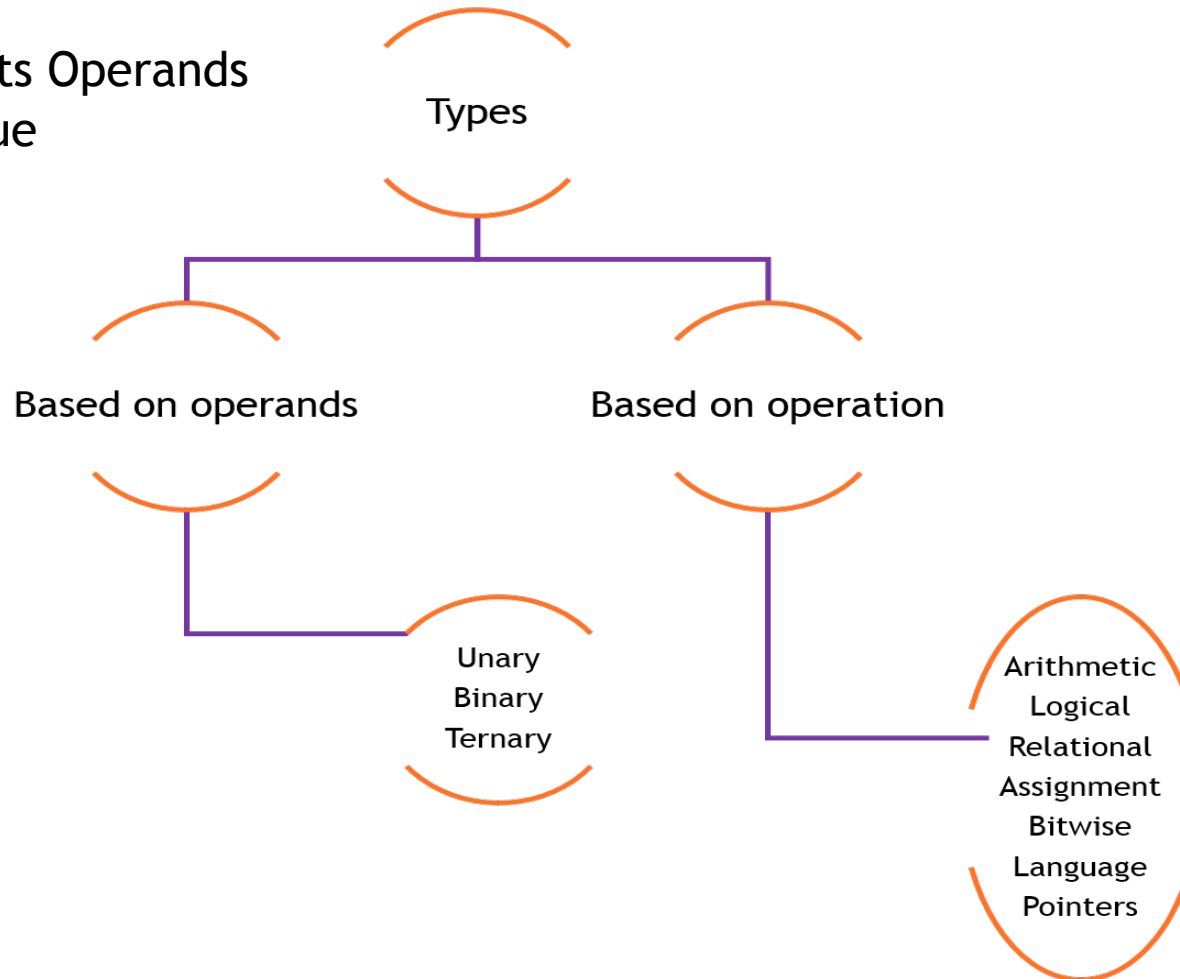 ts Operands
ue
Types
Based on operands
Based on operation
Unary
Binary
Ternary
Arithmetic
Logical
Relational
Assignment
Bitwise
Language
Pointers